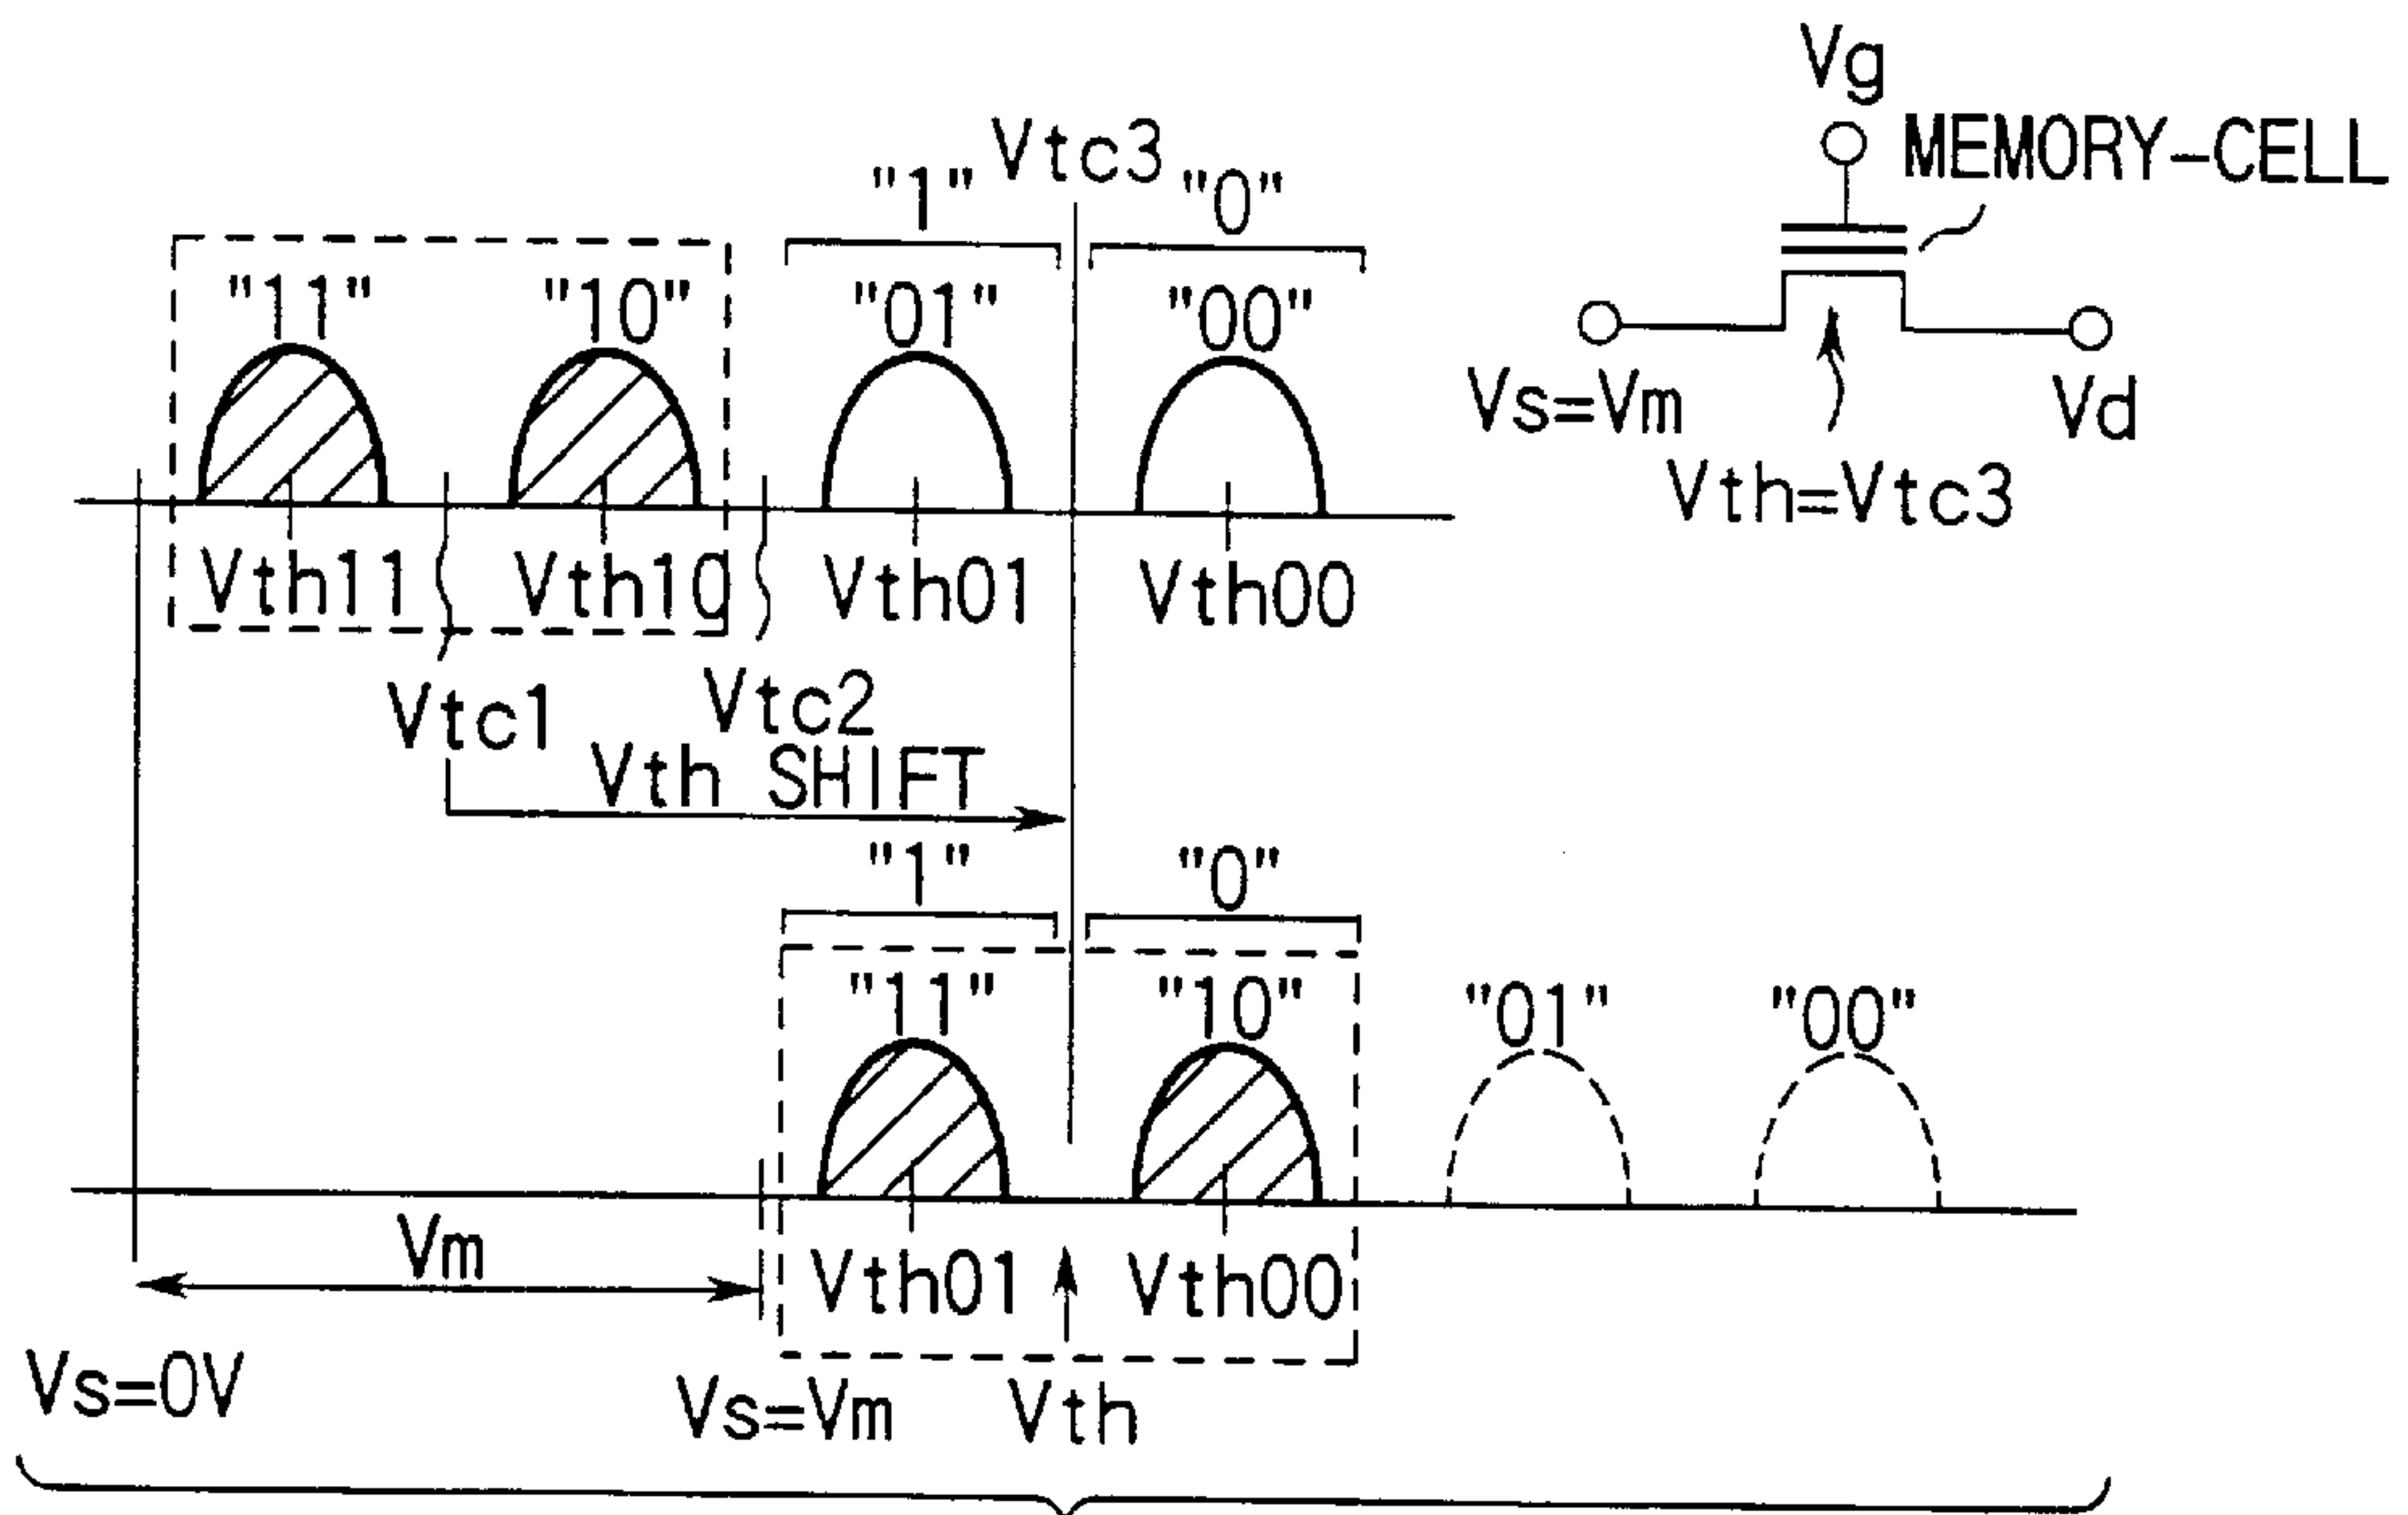 Vg
MEMORY-CELL
Vtc3
"1"
"0"
"11"
"10"
"01"
"00"
Vs=Vm
Vd
Vth=Vtc3
Vth11
Vth10
Vth01
Vth00
Vtc1
Vtc2
Vth SHIFT
"1"
"0"
"11"
"10"
"01"
"00"
Vm
Vth01
Vth00
Vs=0V
Vs=Vm
Vth